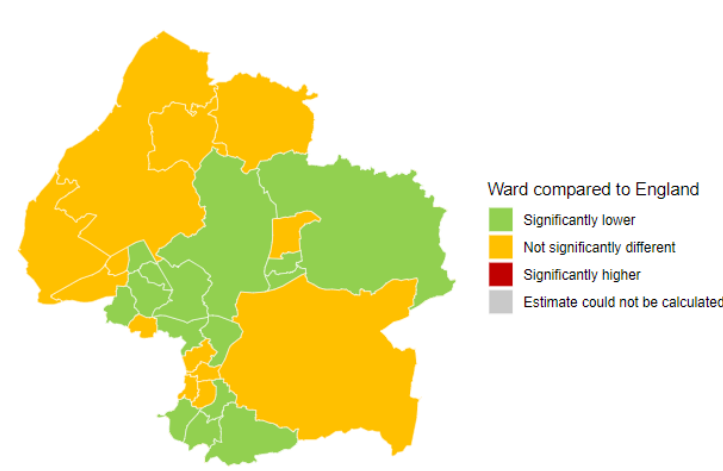 Ward compared to England
Significantly lower
Not significantly different
Significantly higher
Estimate could not be calculated